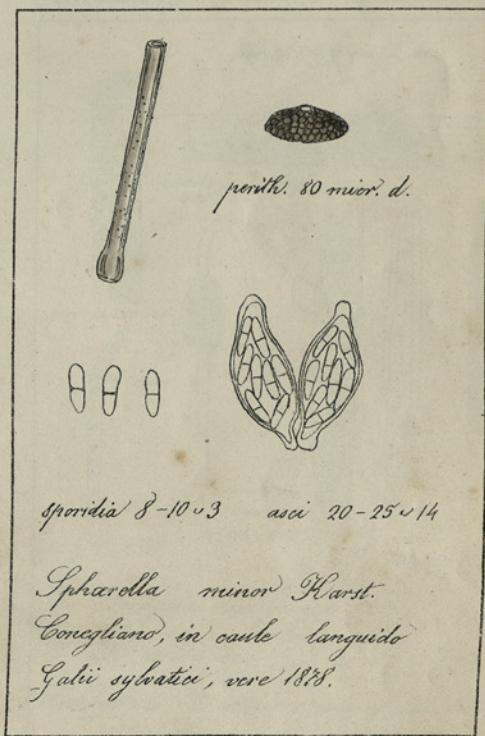 perith. 80 micr. d.
sporidia 8-10 ᴗ 3 asci 20-25 ᴗ 14
Sphærella minor Karst.
Conegliano, in caule languido
Galii sylvatici, vere 1878.